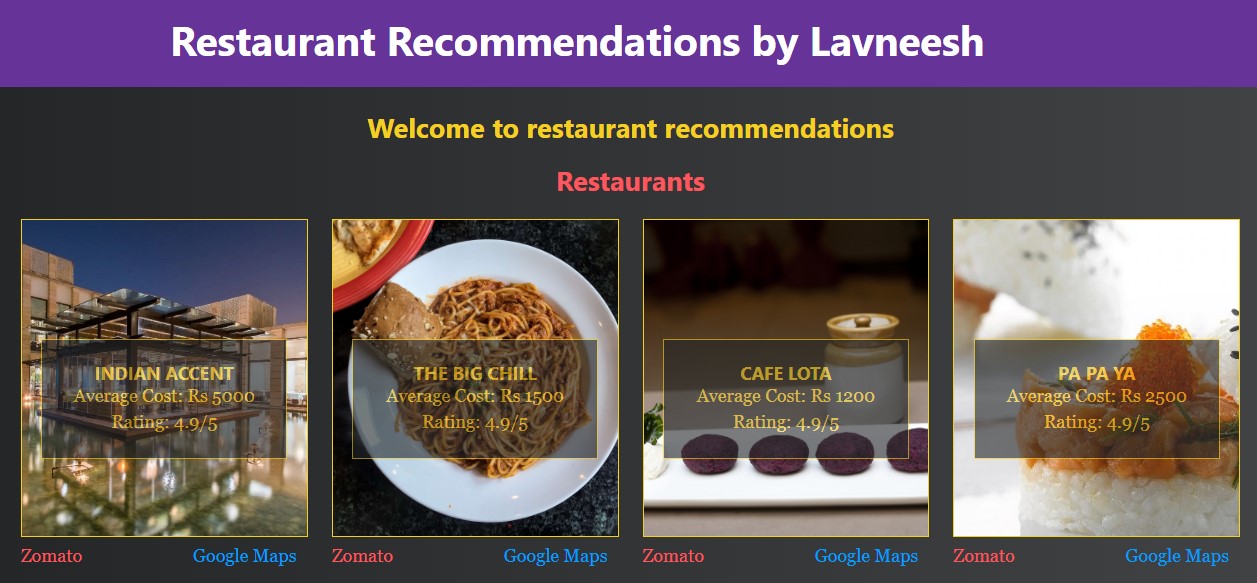 Restaurant Recommendations by Lavneesh
Welcome to restaurant recommendations
Restaurants
INDIAN ACCENT
Average Cost: Rs 5000
Rating: 4.9/5
Zomato
Google Maps
THE BIG CHILL
Average Cost: Rs 1500
Rating: 4.9/5
Zomato
Google Maps
CAFE LOTA
Average Cost: Rs 1200
Rating: 4.9/5
Zomato
Google Maps
PA PA YA
Average Cost: Rs 2500
Rating: 4.9/5
Zomato
Google Maps